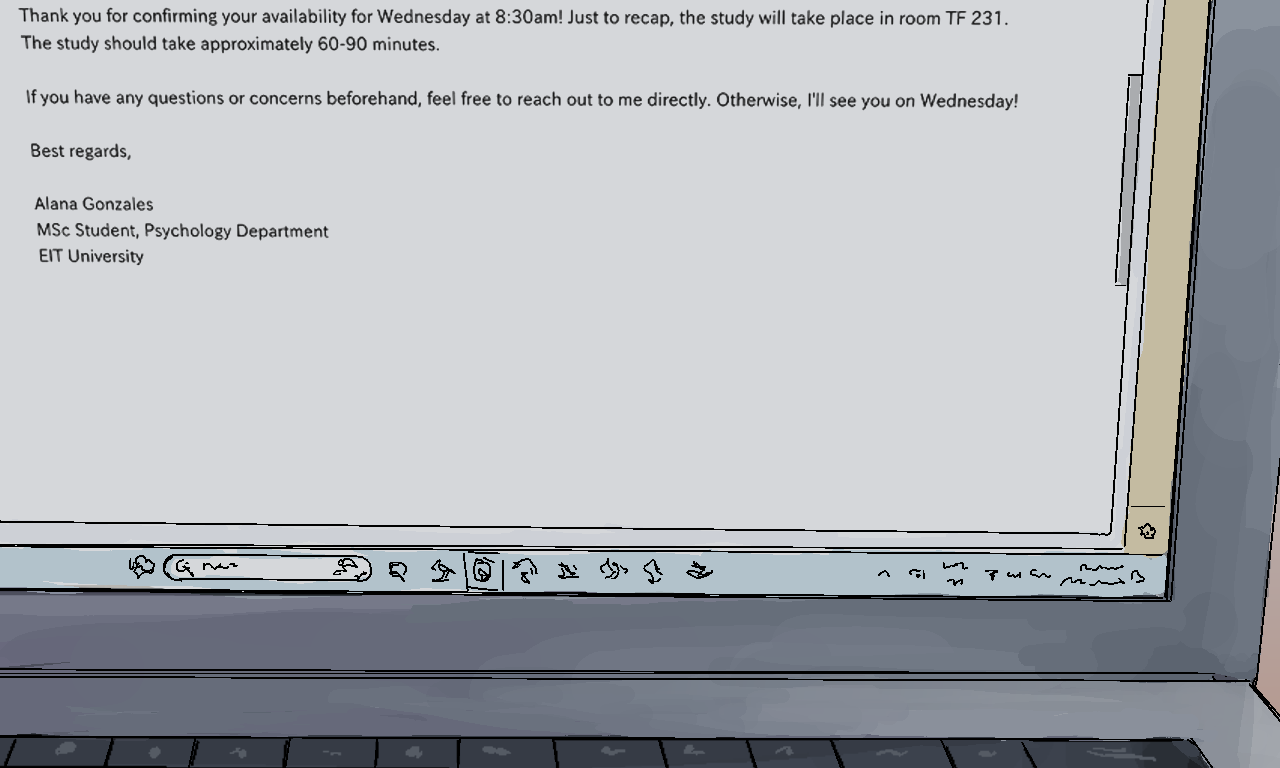 Thank you for confirming your availability for Wednesday at 8:30am! Just to recap, the study will take place in room TF 231.
The study should take approximately 60-90 minutes.
If you have any questions or concerns beforehand, feel free to reach out to me directly. Otherwise, I'll see you on Wednesday!
Best regards,
Alana Gonzales
MSc Student, Psychology Department
EIT University